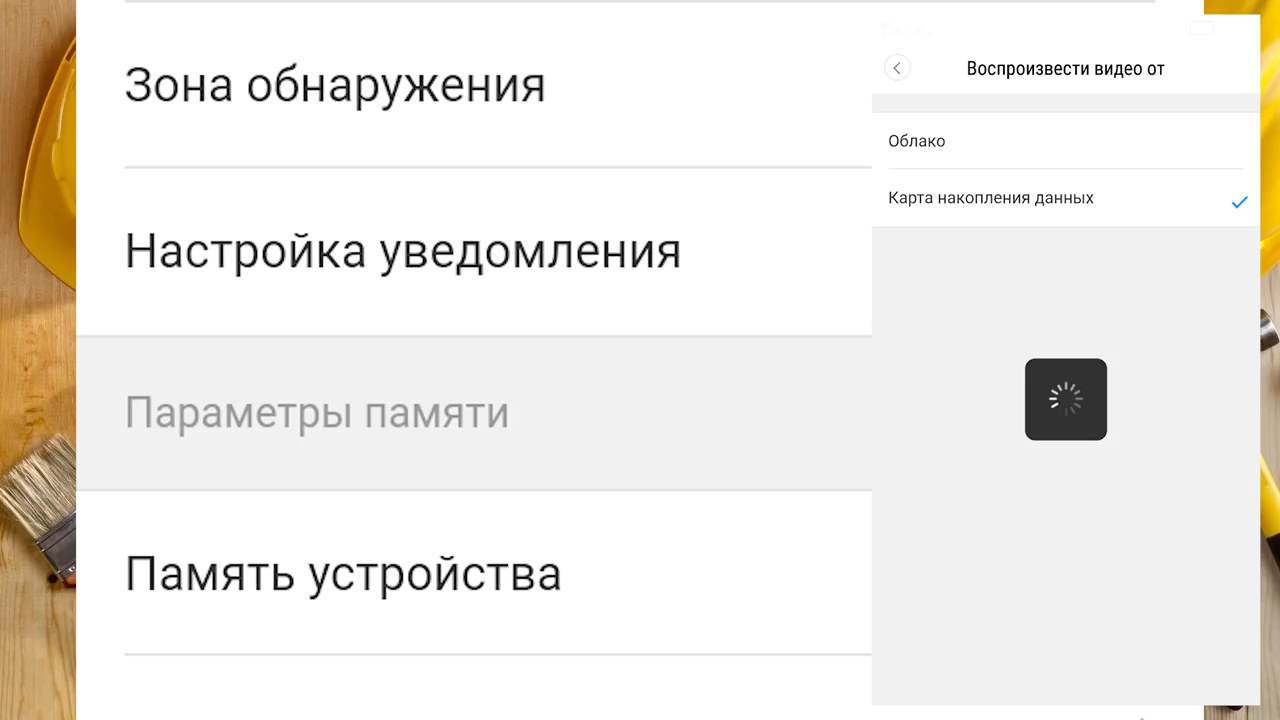 Зона обнаружения
Настройка уведомления
Параметры памяти
Память устройства
Воспроизвести видео от
Облако
Карта накопления данных